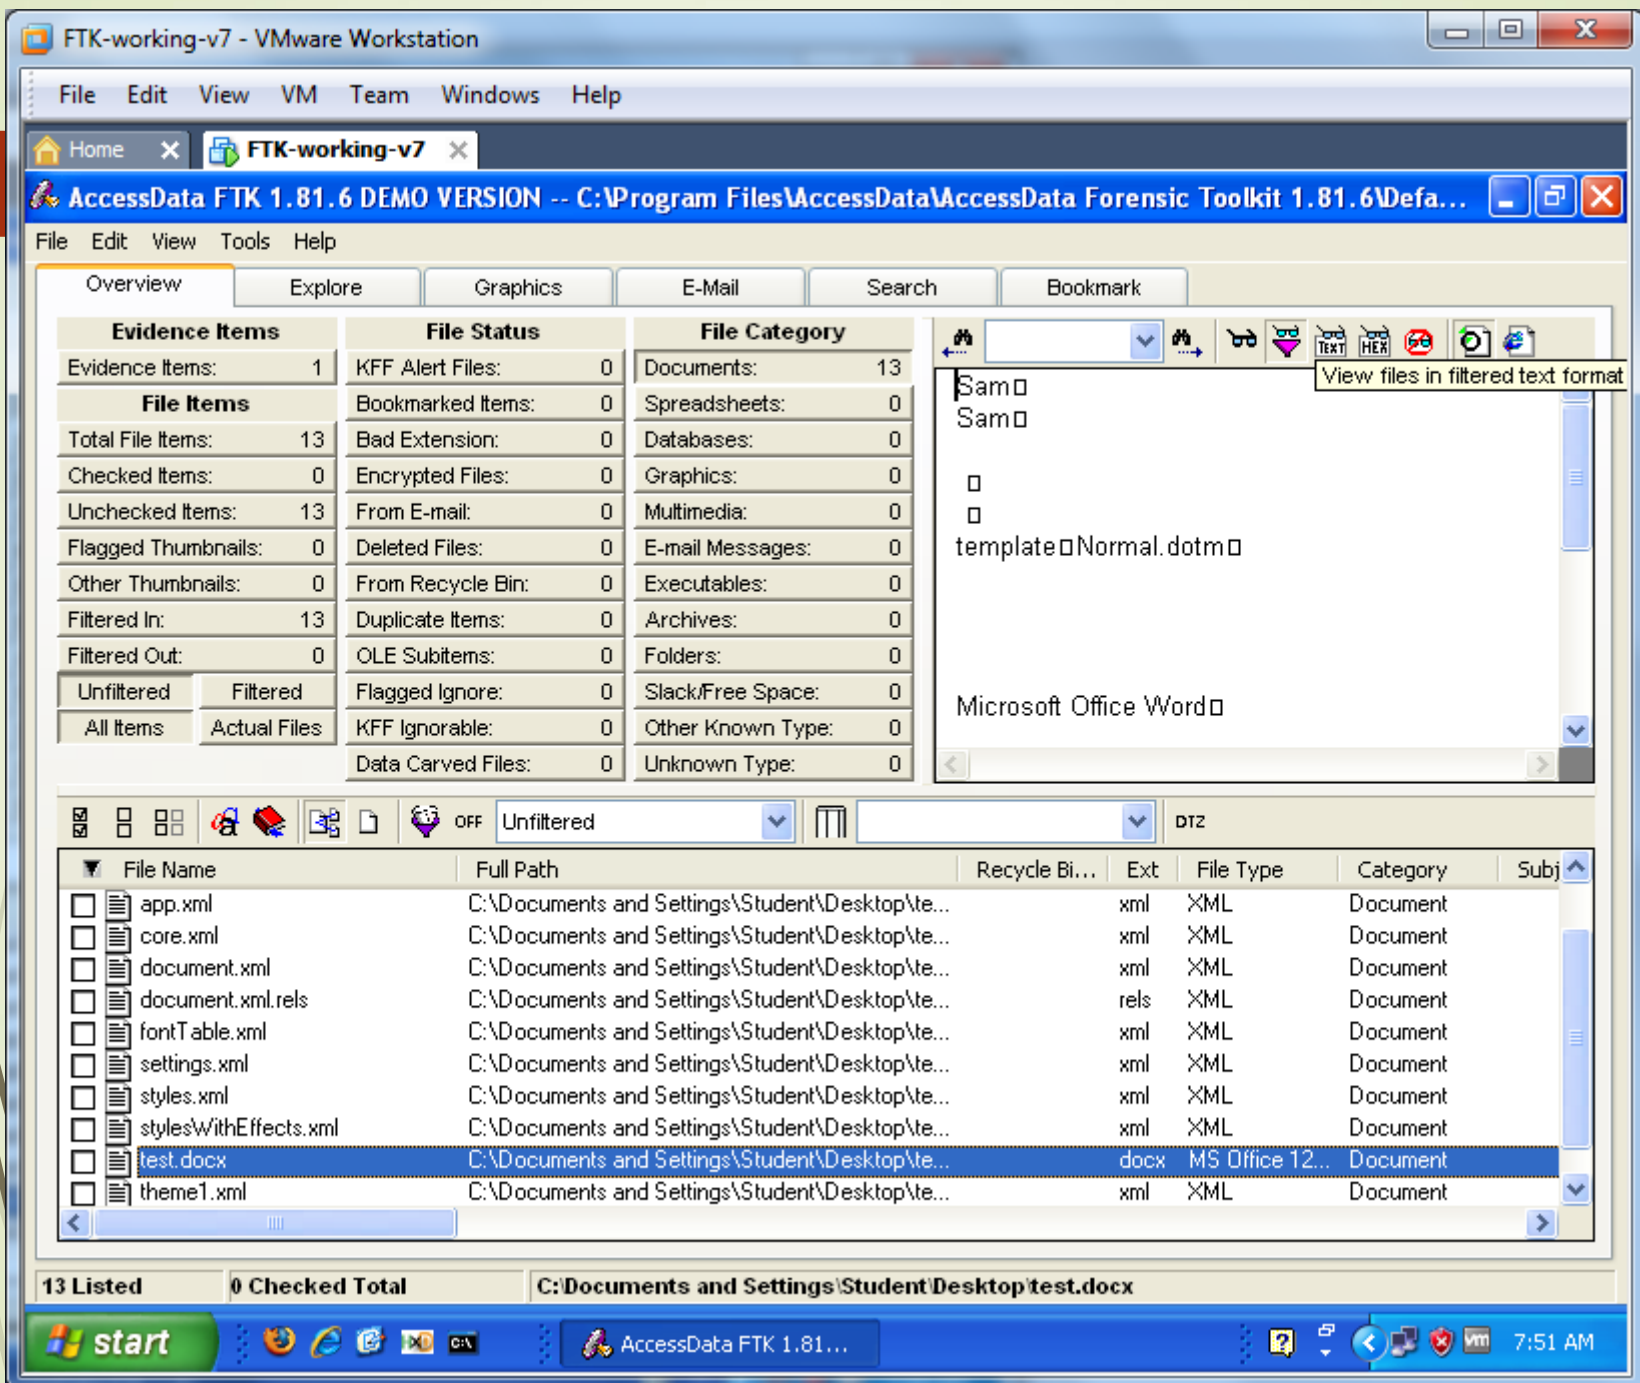 FTK-working-v7 - VMware Workstation
File Edit View VM Team Windows Help
Home FTK-working-v7
AccessData FTK 1.81.6 DEMO VERSION -- C:\Program Files\AccessData\AccessData Forensic Toolkit 1.81.6\Defa...
File Edit View Tools Help
Overview Explore Graphics E-Mail Search Bookmark
Evidence Items File Status File Category
Evidence Items: 1 KFF Alert Files: 0 Documents: 13
View files in filtered text format
File Items Bookmarked Items: 0 Spreadsheets: 0
Total File Items: 13 Bad Extension: 0 Databases: 0
Checked Items: 0 Encrypted Files: 0 Graphics: 0
Unchecked Items: 13 From E-mail: 0 Multimedia: 0
Flagged Thumbnails: 0 Deleted Files: 0 E-mail Messages: 0
Other Thumbnails: 0 From Recycle Bin: 0 Executables: 0
Filtered In: 13 Duplicate Items: 0 Archives: 0
Filtered Out: 0 OLE Subitems: 0 Folders: 0
Unfiltered Filtered Flagged Ignore: 0 Slack/Free Space: 0
All Items Actual Files KFF Ignorable: 0 Other Known Type: 0
Data Carved Files: 0 Unknown Type: 0
TEXT HEX
Sam▯
Sam▯
▯
▯
template▯Normal.dotm▯
Microsoft Office Word▯
OFF Unfiltered DTZ
File Name Full Path Recycle Bi... Ext File Type Category Subj
app.xml C:\Documents and Settings\Student\Desktop\te... xml XML Document
core.xml C:\Documents and Settings\Student\Desktop\te... xml XML Document
document.xml C:\Documents and Settings\Student\Desktop\te... xml XML Document
document.xml.rels C:\Documents and Settings\Student\Desktop\te... rels XML Document
fontTable.xml C:\Documents and Settings\Student\Desktop\te... xml XML Document
settings.xml C:\Documents and Settings\Student\Desktop\te... xml XML Document
styles.xml C:\Documents and Settings\Student\Desktop\te... xml XML Document
stylesWithEffects.xml C:\Documents and Settings\Student\Desktop\te... xml XML Document
test.docx C:\Documents and Settings\Student\Desktop\te... docx MS Office 12... Document
theme1.xml C:\Documents and Settings\Student\Desktop\te... xml XML Document
13 Listed 0 Checked Total C:\Documents and Settings\Student\Desktop\test.docx
start AccessData FTK 1.81... vm 7:51 AM